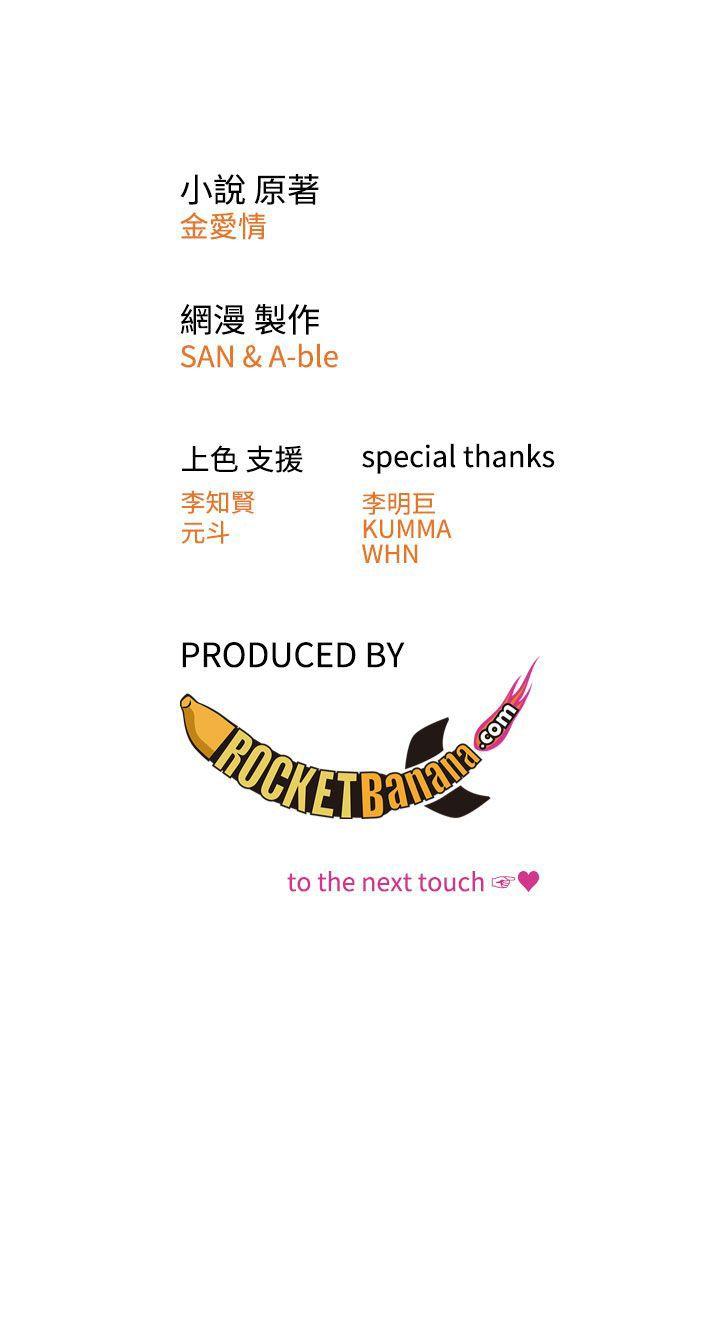 小說 原著
金愛情
網漫 製作
SAN & A-ble
上色 支援
李知賢
元斗
special thanks
李明巨
KUMMA
WHN
PRODUCED BY
ROCKETBanana.com
to the next touch ☞♥